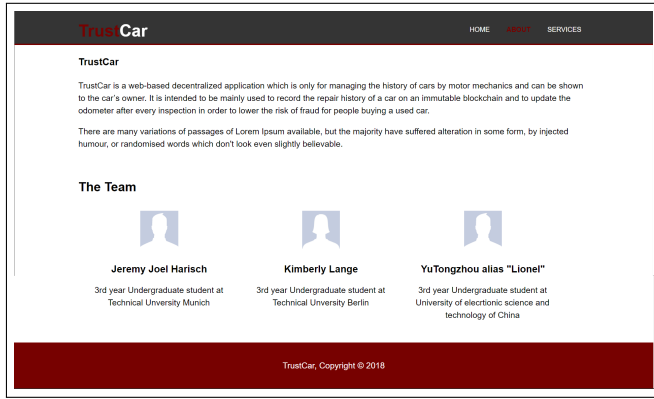 TrustCar
HOME ABOUT SERVICES
TrustCar
TrustCar is a web-based decentralized application which is only for managing the history of cars by motor mechanics and can be shown
to the car's owner. It is intended to be mainly used to record the repair history of a car on an immutable blockchain and to update the
odometer after every inspection in order to lower the risk of fraud for people buying a used car.
There are many variations of passages of Lorem Ipsum available, but the majority have suffered alteration in some form, by injected
humour, or randomised words which don't look even slightly believable.
The Team
Jeremy Joel Harisch
3rd year Undergraduate student at
Technical Unversity Munich
Kimberly Lange
3rd year Undergraduate student at
Technical Unversity Berlin
YuTongzhou alias "Lionel"
3rd year Undergraduate student at
University of elecrtionic science and
technology of China
TrustCar, Copyright © 2018